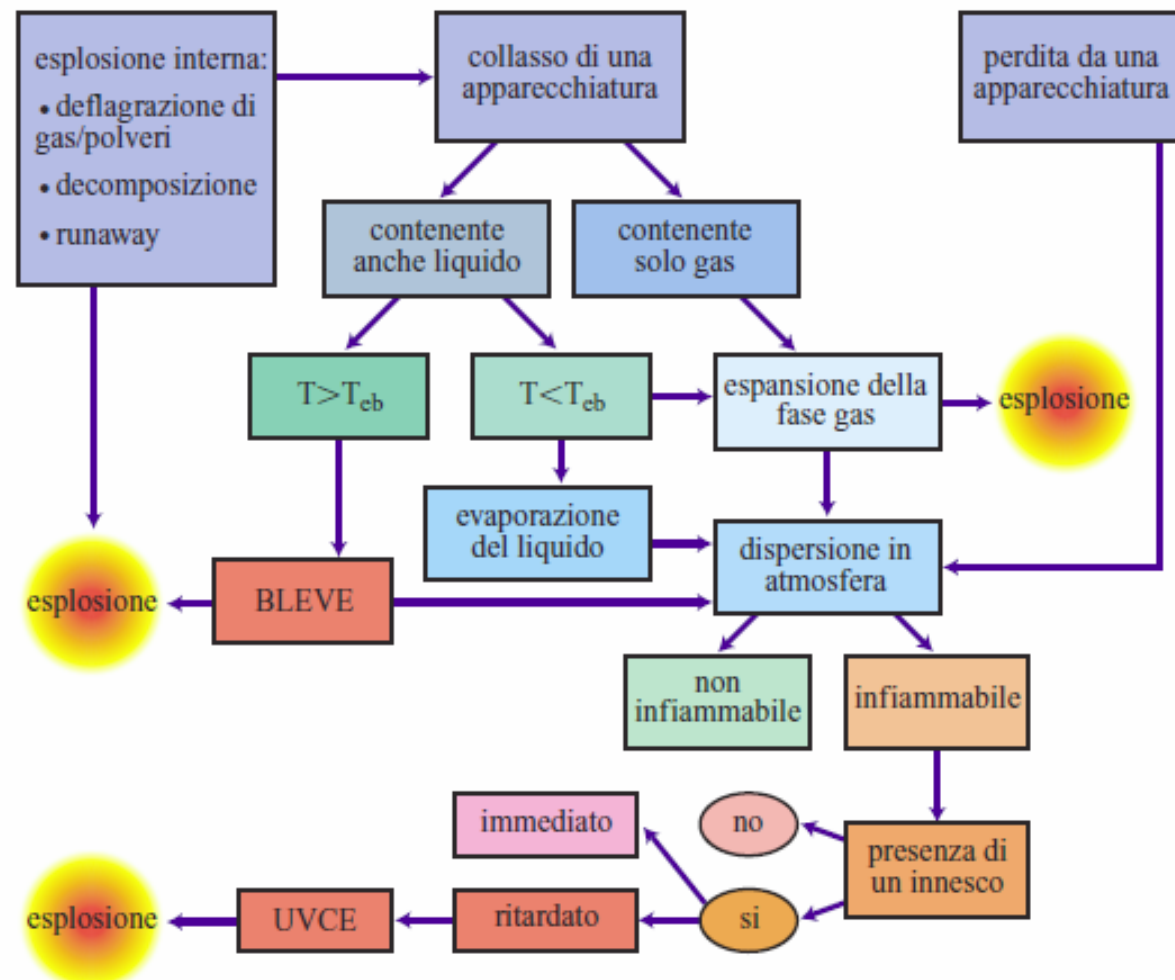 esplosione interna:
• deflagrazione di
gas/polveri
• decomposizione
• runaway
collasso di una
apparecchiatura
perdita da una
apparecchiatura
contenente
anche liquido
contenente
solo gas
T>Teb
T<Teb
espansione della
fase gas
esplosione
evaporazione
del liquido
dispersione in
atmosfera
esplosione
BLEVE
non
infiammabile
infiammabile
immediato
no
presenza di
un innesco
esplosione
UVCE
ritardato
si